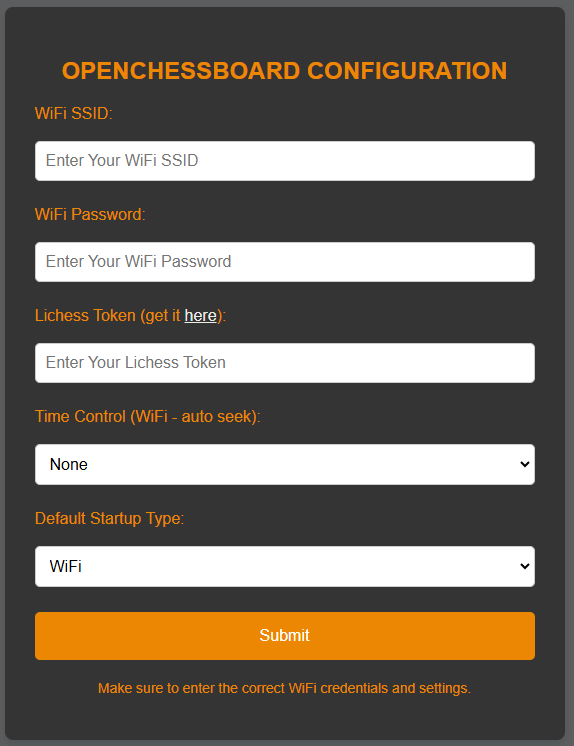 OPENCHESSBOARD CONFIGURATION
WiFi SSID:
Enter Your WiFi SSID
WiFi Password:
Enter Your WiFi Password
Lichess Token (get it here):
Enter Your Lichess Token
Time Control (WiFi - auto seek):
None
Default Startup Type:
WiFi
Submit
Make sure to enter the correct WiFi credentials and settings.